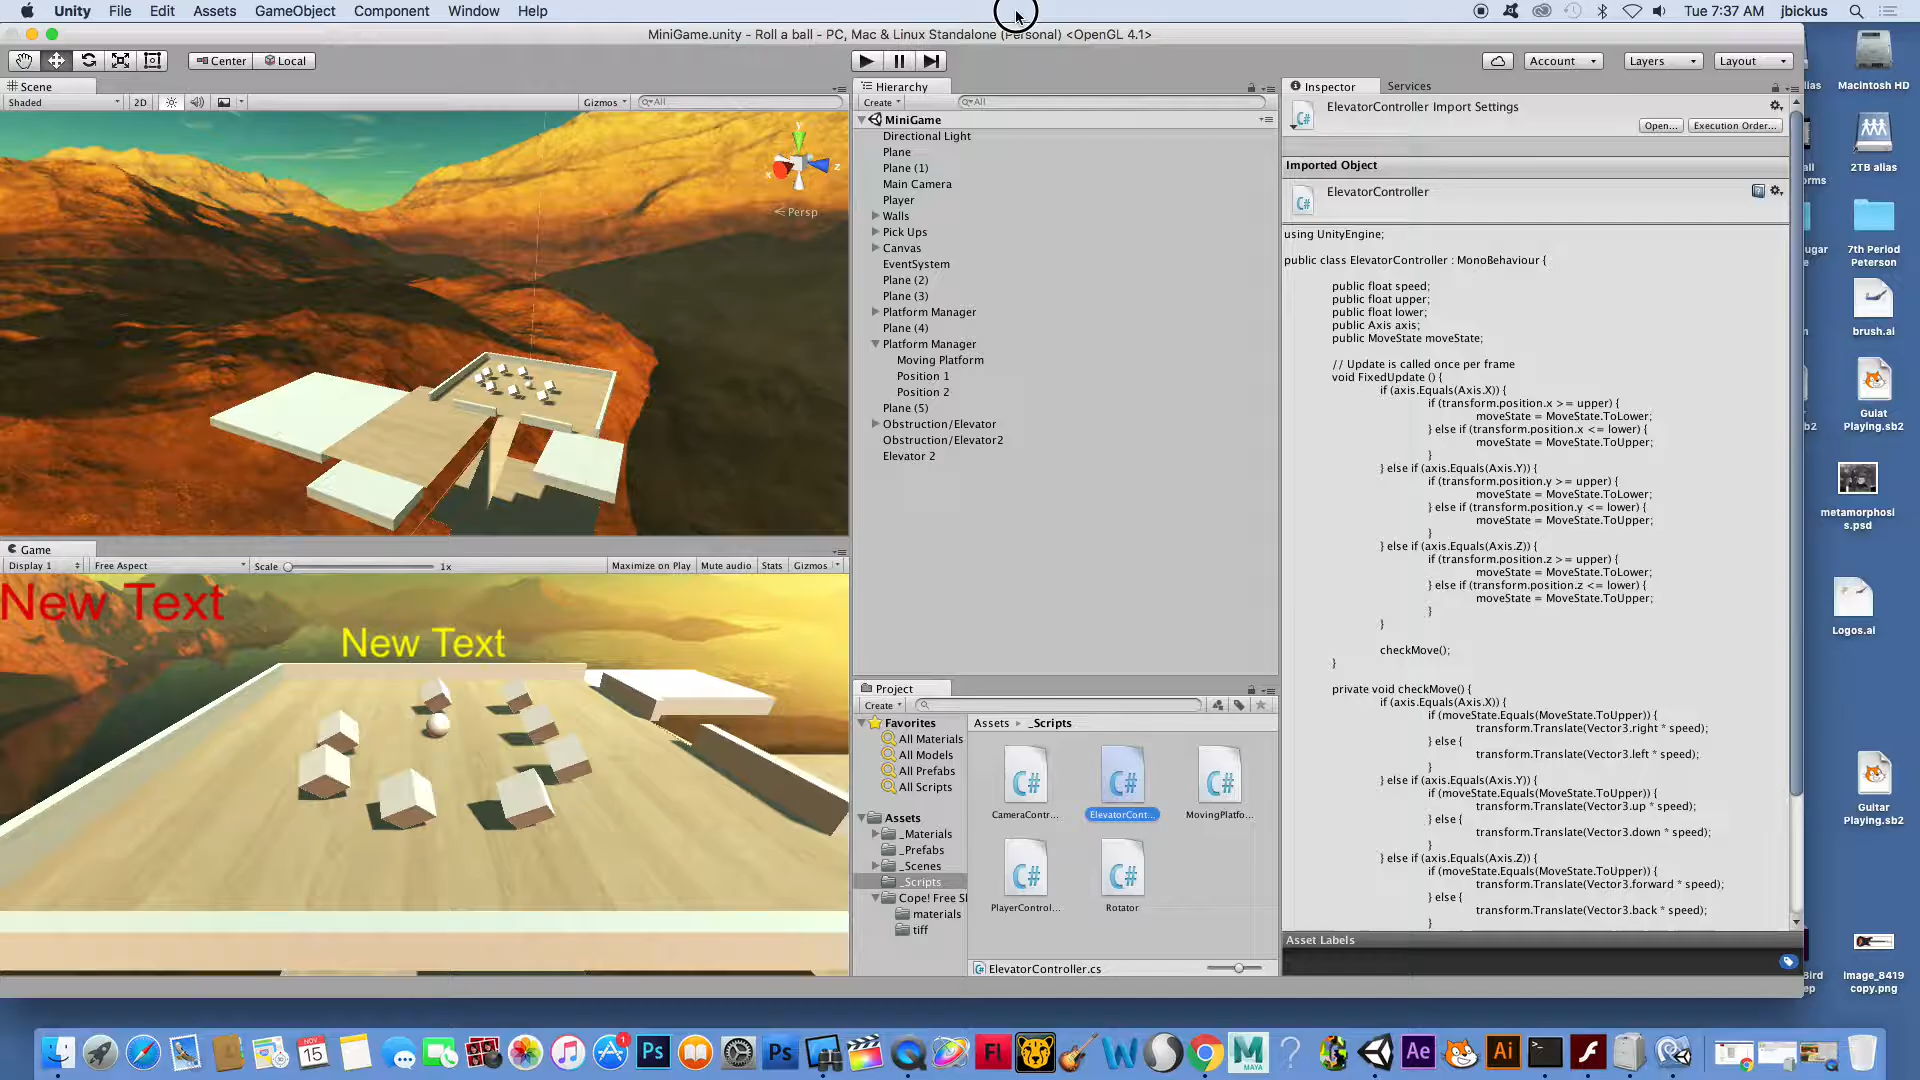 Unity File Edit Assets GameObject Component Window Help
Tue 7:37 AM jbickus
MiniGame.unity - Roll a ball - PC, Mac & Linux Standalone (Personal) <OpenGL 4.1>
Center Local
Account Layers Layout
Scene
Shaded 2D Gizmos All
y
x
z
Persp
Game
Display 1 Free Aspect Scale 1x Maximize on Play Mute audio Stats Gizmos
New Text
New Text
Hierarchy
Create All
MiniGame
Directional Light
Plane
Plane (1)
Main Camera
Player
Walls
Pick Ups
Canvas
EventSystem
Plane (2)
Plane (3)
Platform Manager
Plane (4)
Platform Manager
Moving Platform
Position 1
Position 2
Plane (5)
Obstruction/Elevator
Obstruction/Elevator2
Elevator 2
Project
Create
Favorites
All Materials
All Models
All Prefabs
All Scripts
Assets
_Materials
_Prefabs
_Scenes
_Scripts
Cope! Free Sl
materials
tiff
Assets _Scripts
C# C# C#
CameraContr... ElevatorCont... MovingPlatfo...
C# C#
PlayerControl... Rotator
ElevatorController.cs
Inspector Services
ElevatorController Import Settings
Open... Execution Order...
Imported Object
ElevatorController
using UnityEngine;
public class ElevatorController : MonoBehaviour {
public float speed;
public float upper;
public float lower;
public Axis axis;
public MoveState moveState;
// Update is called once per frame
void FixedUpdate () {
if (axis.Equals(Axis.X)) {
if (transform.position.x >= upper) {
moveState = MoveState.ToLower;
} else if (transform.position.x <= lower) {
moveState = MoveState.ToUpper;
}
} else if (axis.Equals(Axis.Y)) {
if (transform.position.y >= upper) {
moveState = MoveState.ToLower;
} else if (transform.position.y <= lower) {
moveState = MoveState.ToUpper;
}
} else if (axis.Equals(Axis.Z)) {
if (transform.position.z >= upper) {
moveState = MoveState.ToLower;
} else if (transform.position.z <= lower) {
moveState = MoveState.ToUpper;
}
}
checkMove();
}
private void checkMove() {
if (axis.Equals(Axis.X)) {
if (moveState.Equals(MoveState.ToUpper)) {
transform.Translate(Vector3.right * speed);
} else {
transform.Translate(Vector3.left * speed);
}
} else if (axis.Equals(Axis.Y)) {
if (moveState.Equals(MoveState.ToUpper)) {
transform.Translate(Vector3.up * speed);
} else {
transform.Translate(Vector3.down * speed);
}
} else if (axis.Equals(Axis.Z)) {
if (moveState.Equals(MoveState.ToUpper)) {
transform.Translate(Vector3.forward * speed);
} else {
transform.Translate(Vector3.back * speed);
}
Asset Labels
Macintosh HD
2TB alias
7th Period
Peterson
brush.ai
Guiat
Playing.sb2
metamorphosi
s.psd
Logos.ai
Guitar
Playing.sb2
Image_8419
copy.png
NOV
15
1
Ps
Ps
Fl
W
M
MAYA
?
Ae
Ai